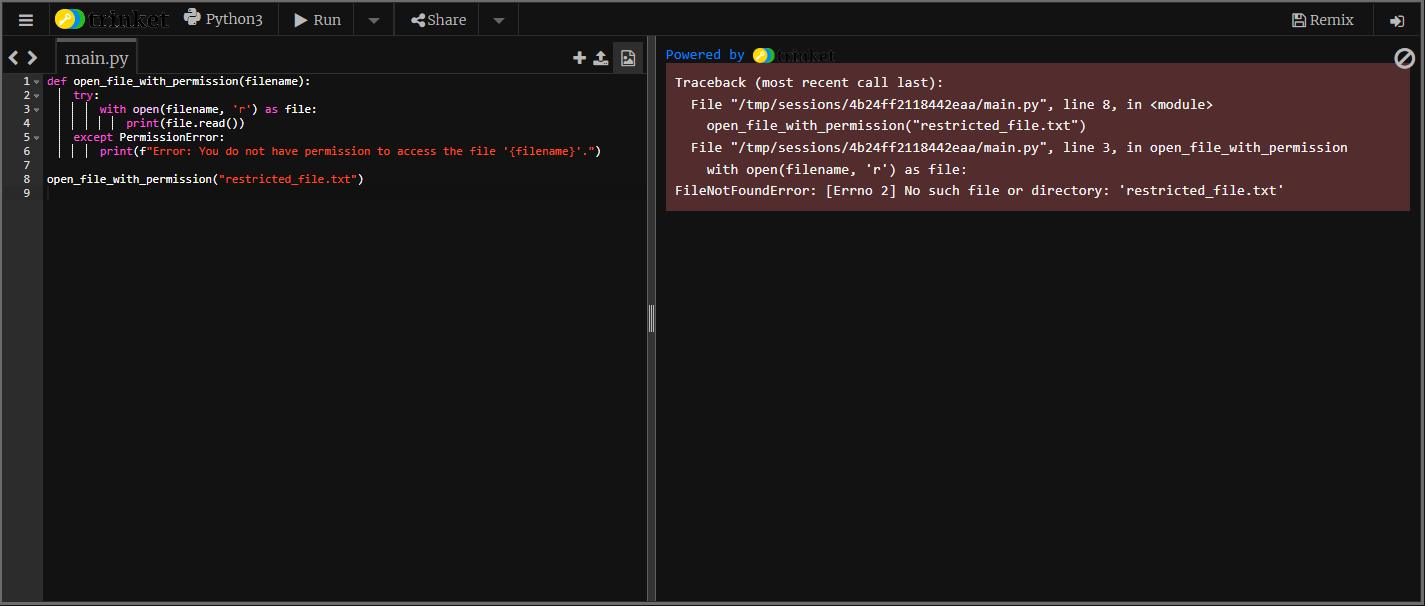 trinket Python3 Run Share Remix
main.py
1 def open_file_with_permission(filename):
2 try:
3 with open(filename, 'r') as file:
4 print(file.read())
5 except PermissionError:
6 print(f"Error: You do not have permission to access the file '{filename}'.")
7
8 open_file_with_permission("restricted_file.txt")
9
Powered by trinket
Traceback (most recent call last):
File "/tmp/sessions/4b24ff2118442eaa/main.py", line 8, in <module>
open_file_with_permission("restricted_file.txt")
File "/tmp/sessions/4b24ff2118442eaa/main.py", line 3, in open_file_with_permission
with open(filename, 'r') as file:
FileNotFoundError: [Errno 2] No such file or directory: 'restricted_file.txt'